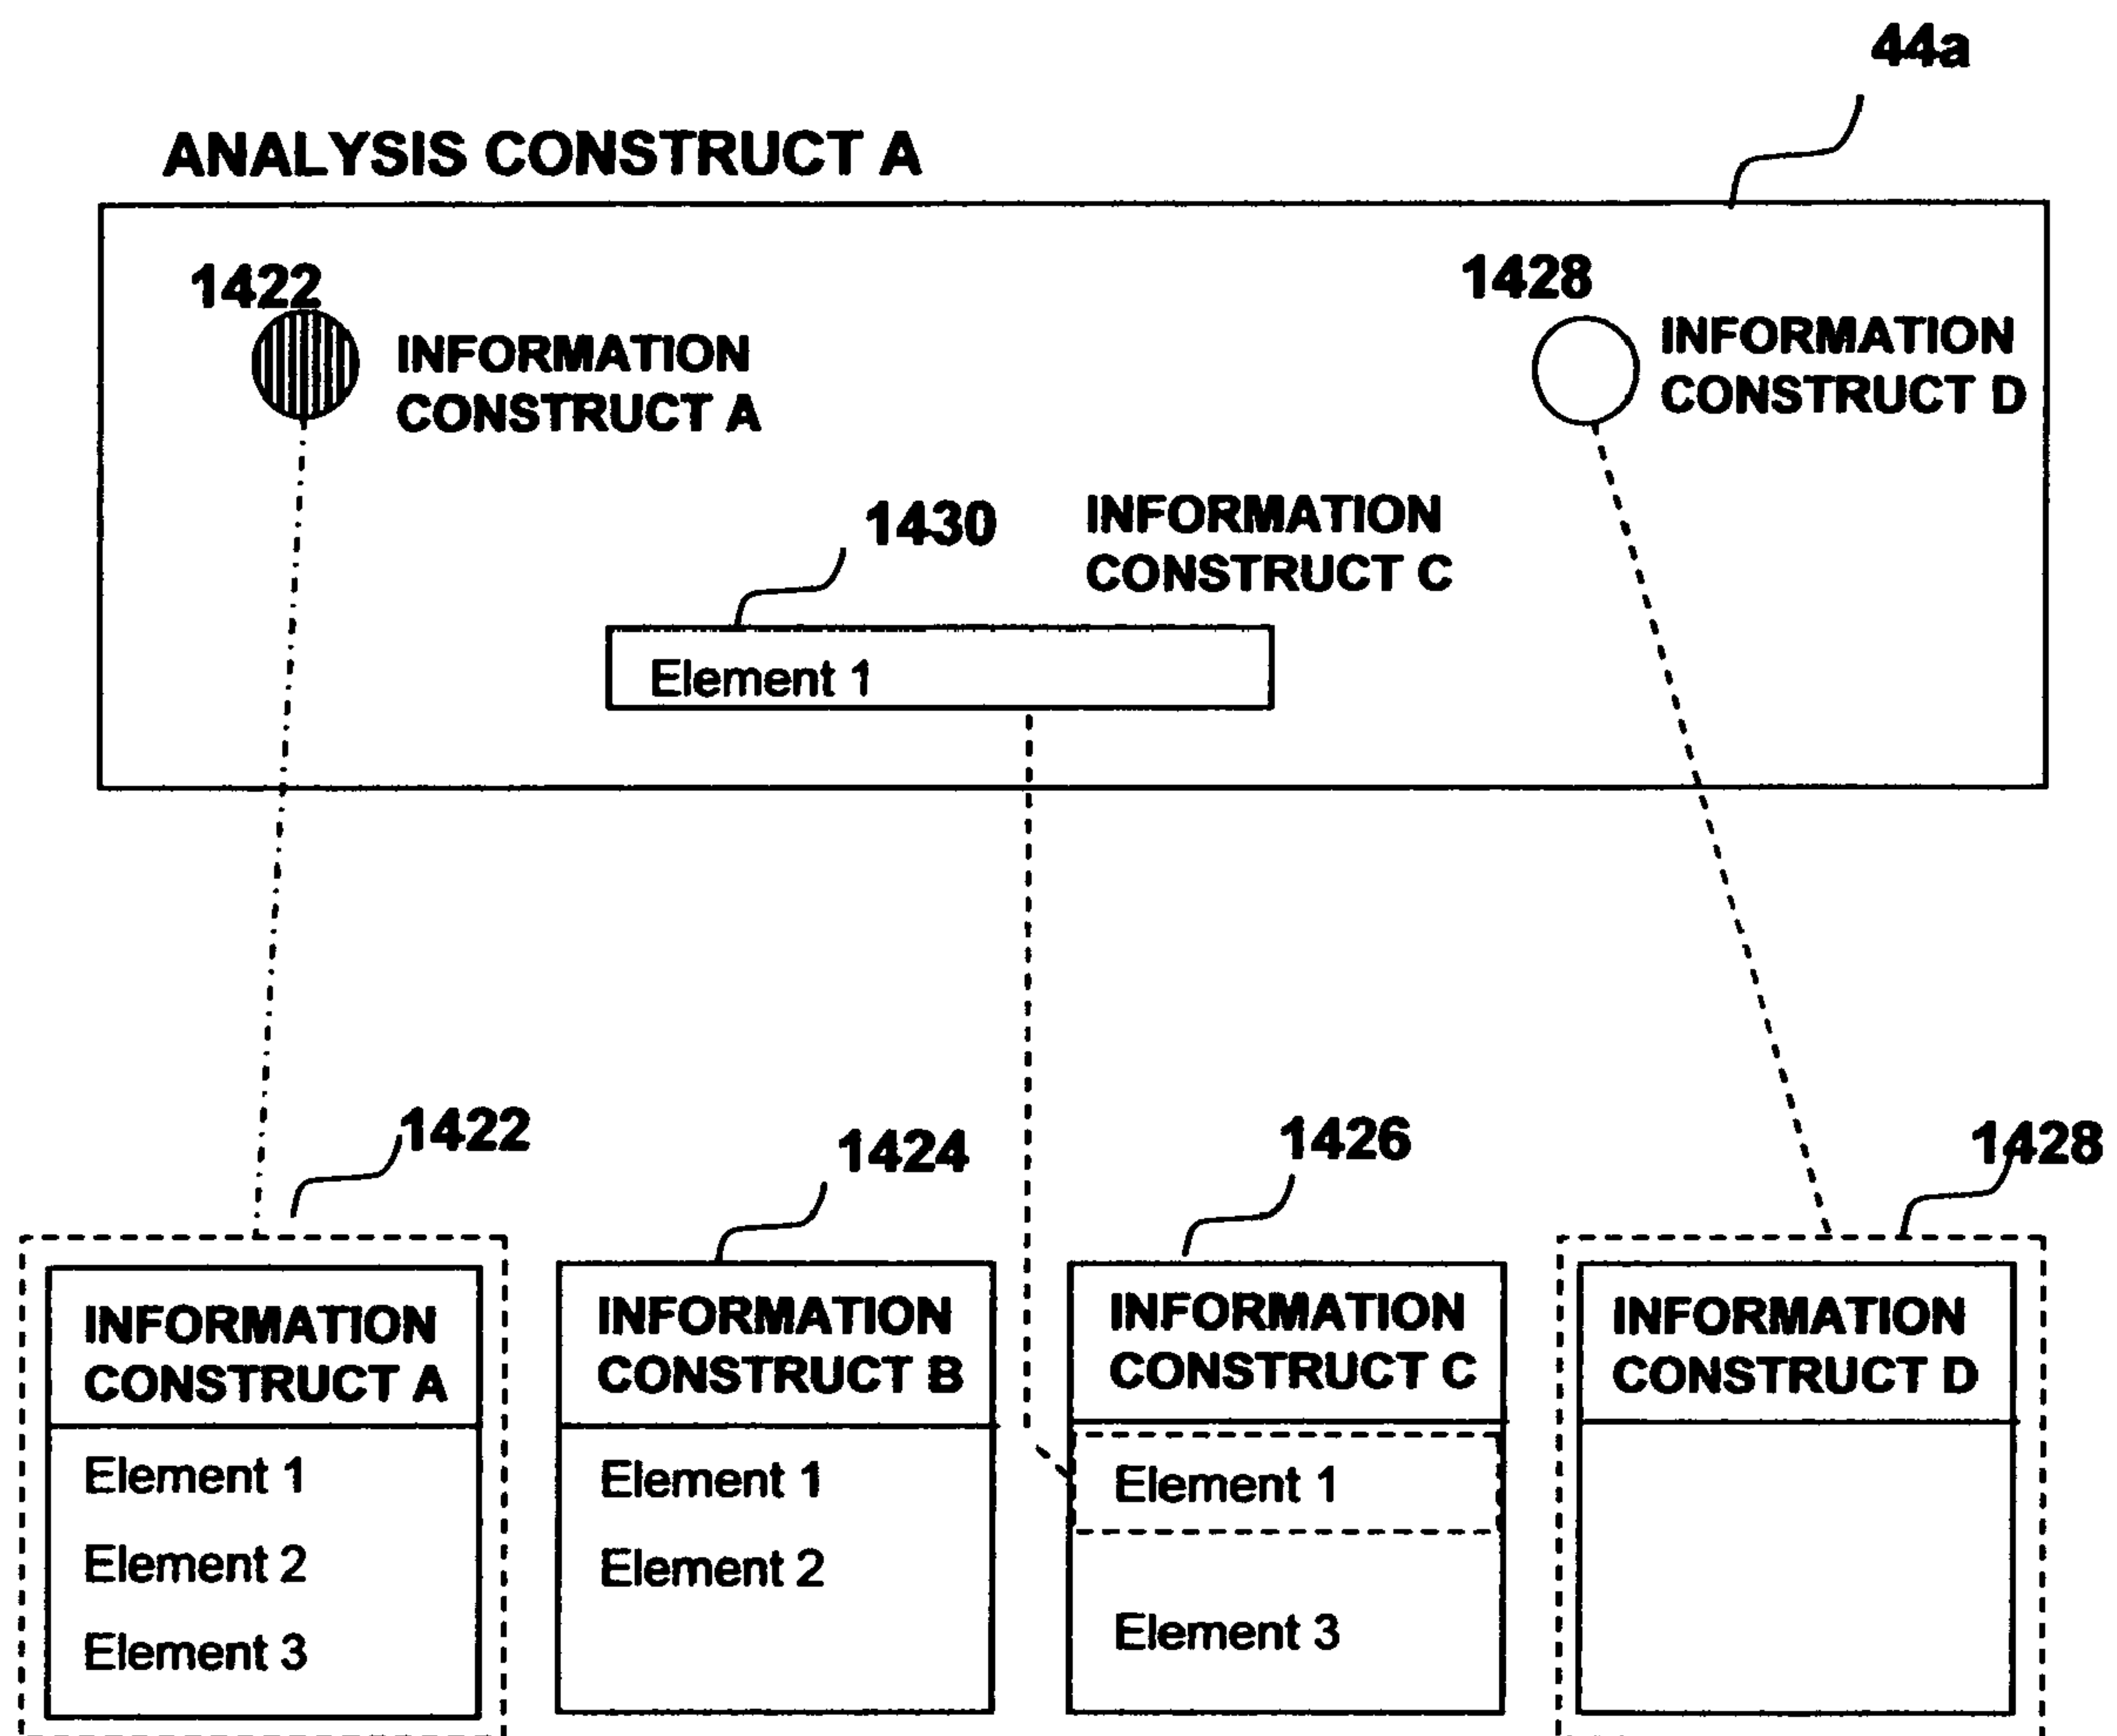 44a
ANALYSIS CONSTRUCT A
1422
INFORMATION
CONSTRUCT A
1428
INFORMATION
CONSTRUCT D
1430
INFORMATION
CONSTRUCT C
Element 1
1422
1424
1426
1428
INFORMATION
CONSTRUCT A
Element 1
Element 2
Element 3
INFORMATION
CONSTRUCT B
Element 1
Element 2
INFORMATION
CONSTRUCT C
Element 1
Element 3
INFORMATION
CONSTRUCT D